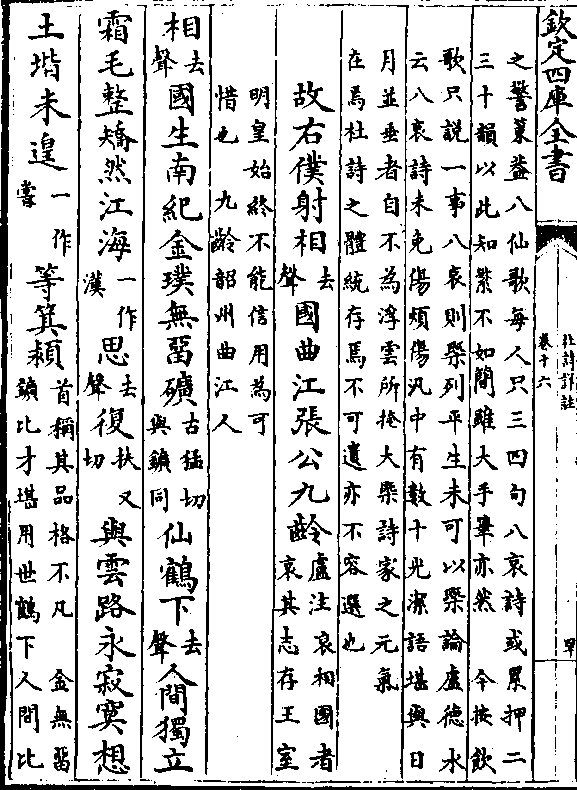 欽定四庫全書
杜詩詳註
卷十六
之警策蓋八仙歌每人只三四句八哀詩或累押二
三十韻以此知繁不如簡雖大手筆亦然　今按飲
歌只說一事八哀則槩列平生未可以槩論盧德水
云八哀詩未免傷煩傷汎中有數十光潔語堪與日
月並垂者自不為浮雲所掩大槩詩家之元氣
在焉杜詩之體統存焉不可遺亦不容選也
故右僕射相去聲國曲江張公九齡盧注哀相國者哀其志存王室
明皇始終不能信用為可
惜也　九齡韶州曲江人
相去聲國生南紀金璞無畱礦古猛切與鑛同仙鶴下去聲人間獨立
霜毛整矯然江海一作漢思去聲復扶又切與雲路永寂寞想
土堦未遑一作嘗等箕潁首稱其品格不凡　金無畱鑛比才堪用世鶴下人間比